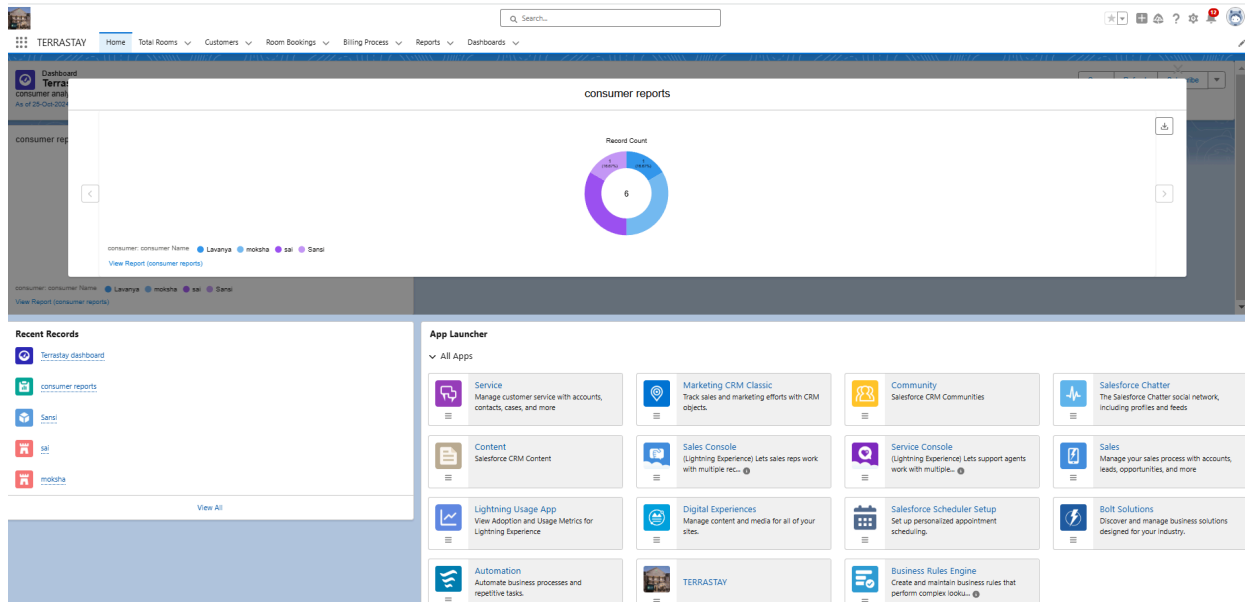 Search...
12
TERRASTAY Home Total Rooms Customers Room Bookings Billing Process Reports Dashboards
Dashboard
Terras
consumer analy
As of 25-Oct-2024
consumer rep
consumer reports
Record Count
1
1
6
consumer: consumer Name Lavanya moksha sai Sansi
View Report (consumer reports)
consumer: consumer Name Lavanya moksha sai Sansi
View Report (consumer reports)
Recent Records
Terrastay dashboard
consumer reports
Sansi
sai
moksha
View All
App Launcher
All Apps
Service
Manage customer service with accounts,
contacts, cases, and more
Marketing CRM Classic
Track sales and marketing efforts with CRM
objects.
Community
Salesforce CRM Communities
Salesforce Chatter
The Salesforce Chatter social network,
including profiles and feeds
Content
Salesforce CRM Content
Sales Console
(Lightning Experience) Lets sales reps work
with multiple rec...
Service Console
(Lightning Experience) Lets support agents
work with multiple...
Sales
Manage your sales process with accounts,
leads, opportunities, and more
Lightning Usage App
View Adoption and Usage Metrics for
Lightning Experience
Digital Experiences
Manage content and media for all of your
sites.
Salesforce Scheduler Setup
Set up personalized appointment
scheduling.
Bolt Solutions
Discover and manage business solutions
designed for your industry.
Automation
Automate business processes and
repetitive tasks.
TERRASTAY
Business Rules Engine
Create and maintain business rules that
perform complex looku...